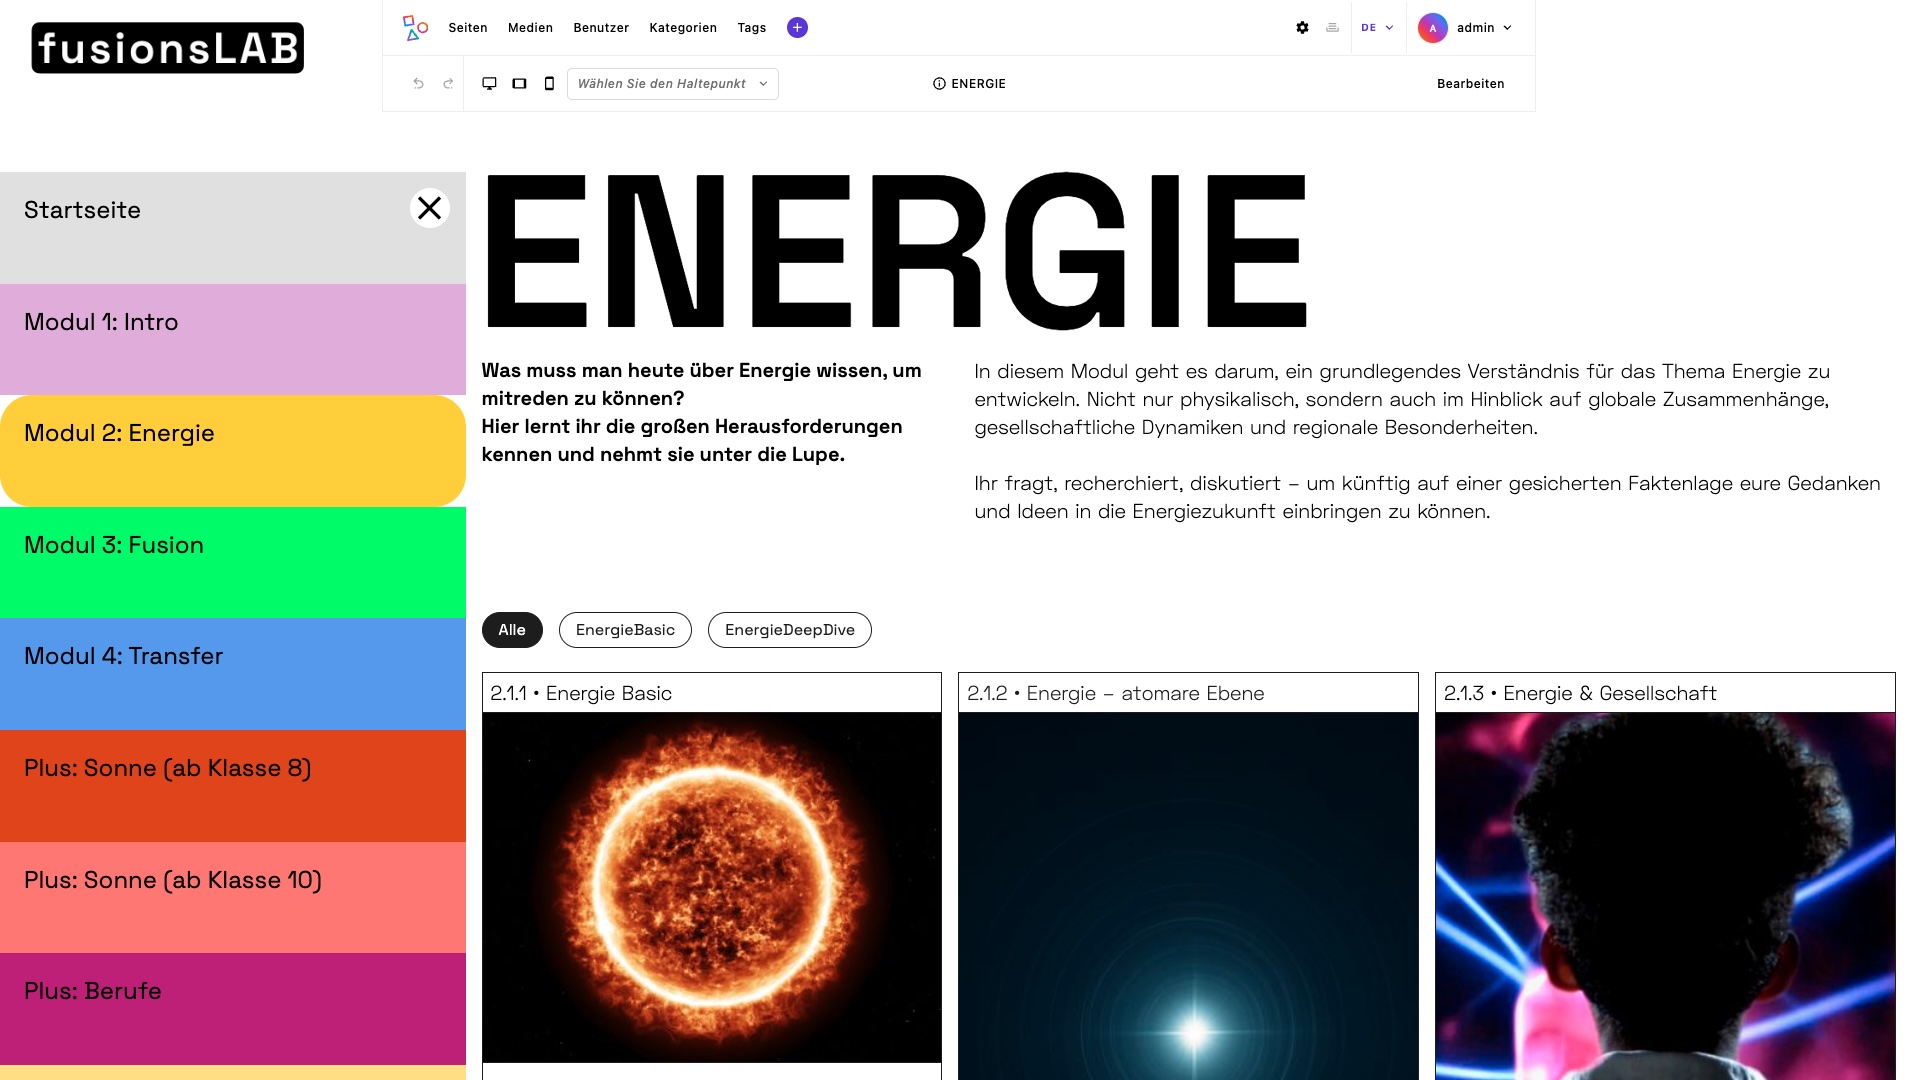 fusionsLAB
Seiten Medien Benutzer Kategorien Tags
DE A admin
Wählen Sie den Haltepunkt
ENERGIE
Bearbeiten
Startseite
Modul 1: Intro
Modul 2: Energie
Modul 3: Fusion
Modul 4: Transfer
Plus: Sonne (ab Klasse 8)
Plus: Sonne (ab Klasse 10)
Plus: Berufe
ENERGIE
Was muss man heute über Energie wissen, um
mitreden zu können?
Hier lernt ihr die großen Herausforderungen
kennen und nehmt sie unter die Lupe.
In diesem Modul geht es darum, ein grundlegendes Verständnis für das Thema Energie zu
entwickeln. Nicht nur physikalisch, sondern auch im Hinblick auf globale Zusammenhänge,
gesellschaftliche Dynamiken und regionale Besonderheiten.
Ihr fragt, recherchiert, diskutiert – um künftig auf einer gesicherten Faktenlage eure Gedanken
und Ideen in die Energiezukunft einbringen zu können.
Alle EnergieBasic EnergieDeepDive
2.1.1 • Energie Basic
2.1.2 • Energie – atomare Ebene
2.1.3 • Energie & Gesellschaft